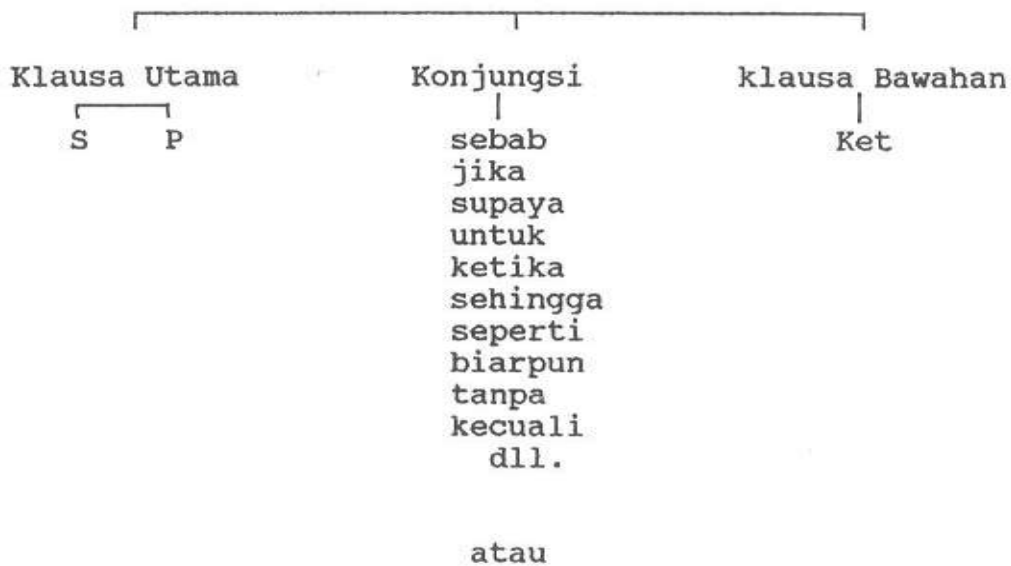 Klausa Utama Konjungsi klausa Bawahan
S P sebab Ket
jika
supaya
untuk
ketika
sehingga
seperti
biarpun
tanpa
kecuali
dll.
atau